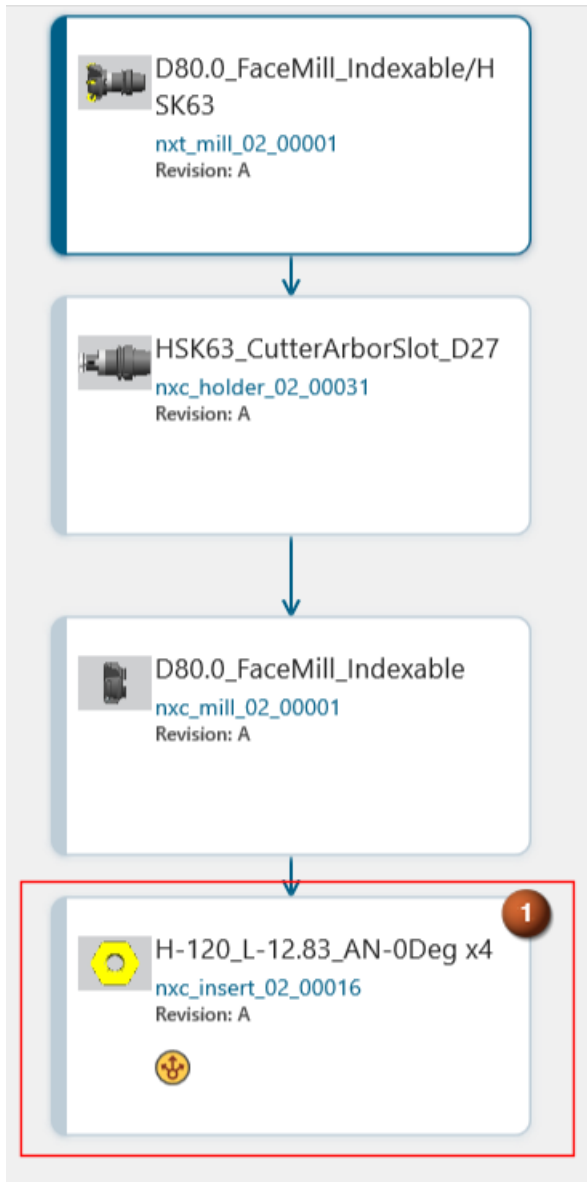 D80.0_FaceMill_Indexable/H
SK63
nxt_mill_02_00001
Revision: A
HSK63_CutterArborSlot_D27
nxc_holder_02_00031
Revision: A
D80.0_FaceMill_Indexable
nxc_mill_02_00001
Revision: A
1
H-120_L-12.83_AN-0Deg x4
nxc_insert_02_00016
Revision: A